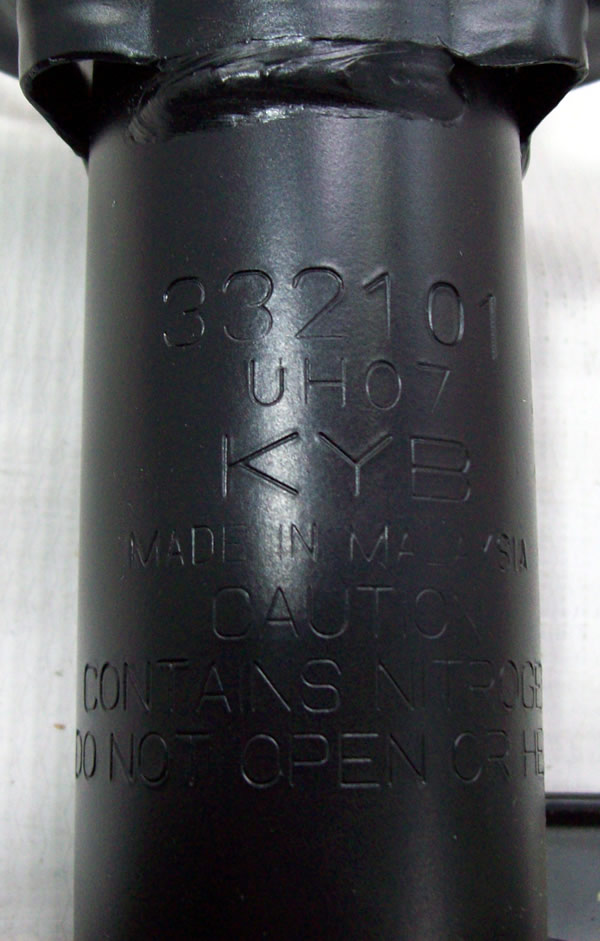 332101
UH07
KYB
MADE IN MALAYSIA
CAUTION
CONTAINS NITROGE
DO NOT OPEN OR HE